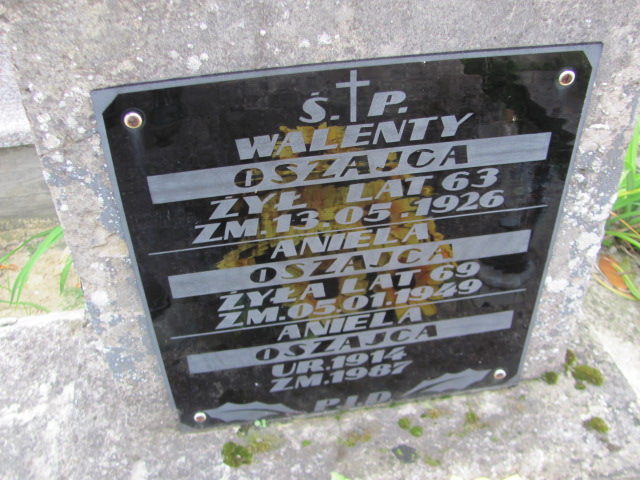 Ś. P.
WALENTY
OSZAJCA
ŻYŁ LAT 63
ZM. 13.05.1926
ANIELA
OSZAJCA
ŻYŁA LAT 69
ZM. 05.01.1949
ANIELA
OSZAJCA
UR. 1914
ZM. 1987
P.I.D.